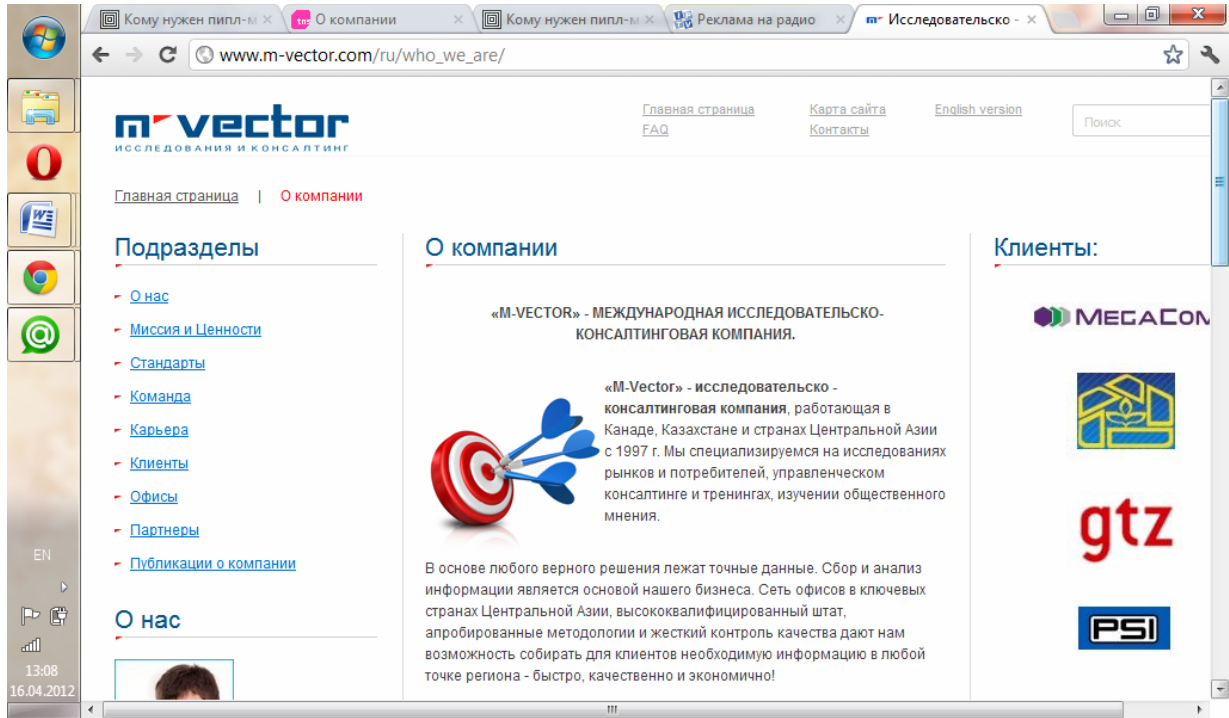 Кому нужен пипл-м
tns О компании
Кому нужен пипл-м
Реклама на радио
m Исследовательско -
www.m-vector.com/ru/who_we_are/
m-vector
ИССЛЕДОВАНИЯ И КОНСАЛТИНГ
Главная страница Карта сайта English version
FAQ Контакты
Поиск
Главная страница | О компании
Подразделы
О нас
Миссия и Ценности
Стандарты
Команда
Карьера
Клиенты
Офисы
Партнеры
Публикации о компании
О нас
О компании
«M-VECTOR» - МЕЖДУНАРОДНАЯ ИССЛЕДОВАТЕЛЬСКО-
КОНСАЛТИНГОВАЯ КОМПАНИЯ.
«M-Vector» - исследовательско -
консалтинговая компания, работающая в
Канаде, Казахстане и странах Центральной Азии
с 1997 г. Мы специализируемся на исследованиях
рынков и потребителей, управленческом
консалтинге и тренингах, изучении общественного
мнения.
В основе любого верного решения лежат точные данные. Сбор и анализ
информации является основой нашего бизнеса. Сеть офисов в ключевых
странах Центральной Азии, высококвалифицированный штат,
апробированные методологии и жесткий контроль качества дают нам
возможность собирать для клиентов необходимую информацию в любой
точке региона - быстро, качественно и экономично!
Клиенты:
MEGACOM
gtz
PSI
EN
13:08
16.04.2012